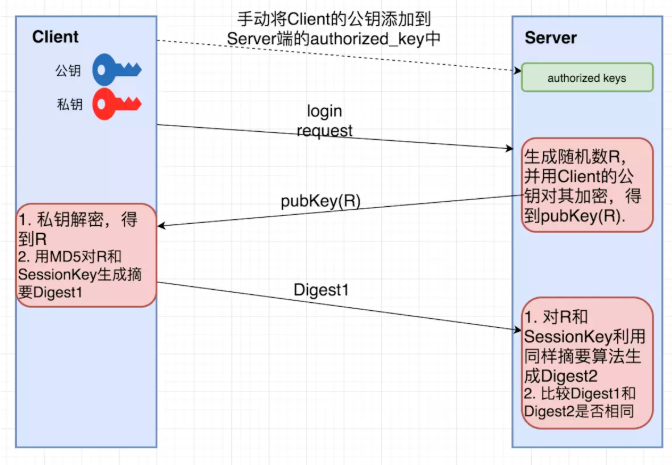 手动将Client的公钥添加到
Server端的authorized_key中
Client
Server
公钥
私钥
authorized keys
login
request
生成随机数R，
并用Client的公
钥对其加密，得
到pubKey(R).
pubKey(R)
1. 私钥解密，得
到R
2. 用MD5对R和
SessionKey生成摘
要Digest1
Digest1
1. 对R和
SessionKey利用
同样摘要算法生
成Digest2
2. 比较Digest1和
Digest2是否相同